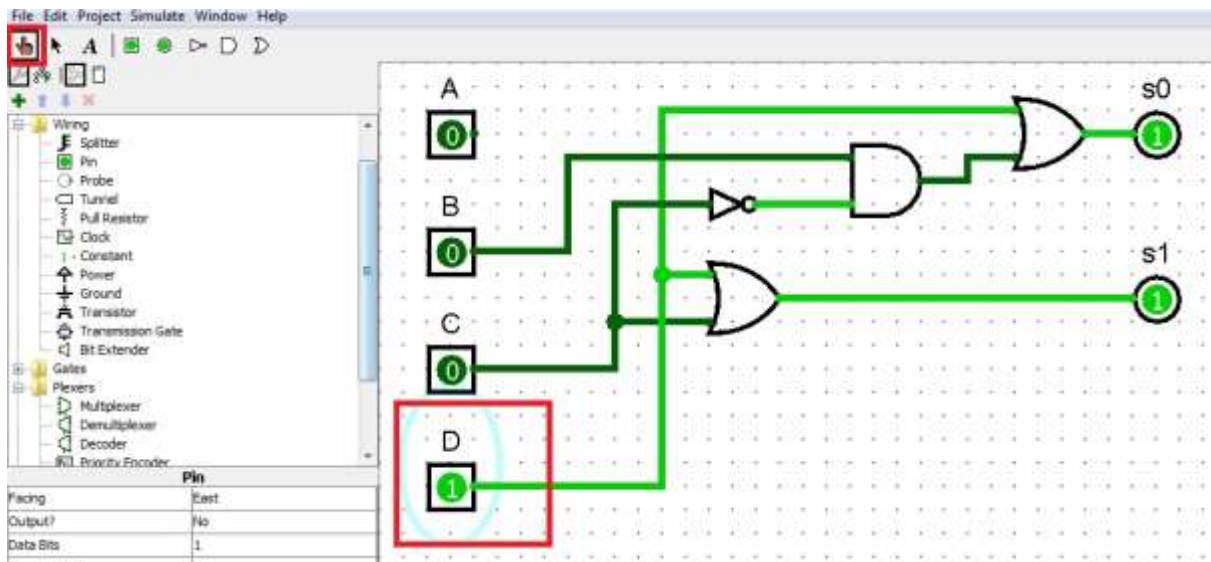 File Edit Project Simulate Window Help
A
Wiring
Splitter
Pin
Probe
Tunnel
Pull Resistor
Clock
1 Constant
Power
Ground
Transistor
Transmission Gate
Bit Extender
Gates
Plexers
Multiplexer
Demultiplexer
Decoder
Priority Encoder
Pin
Facing East
Output? No
Data Bits 1
A
0
B
0
C
0
D
1
s0
1
s1
1